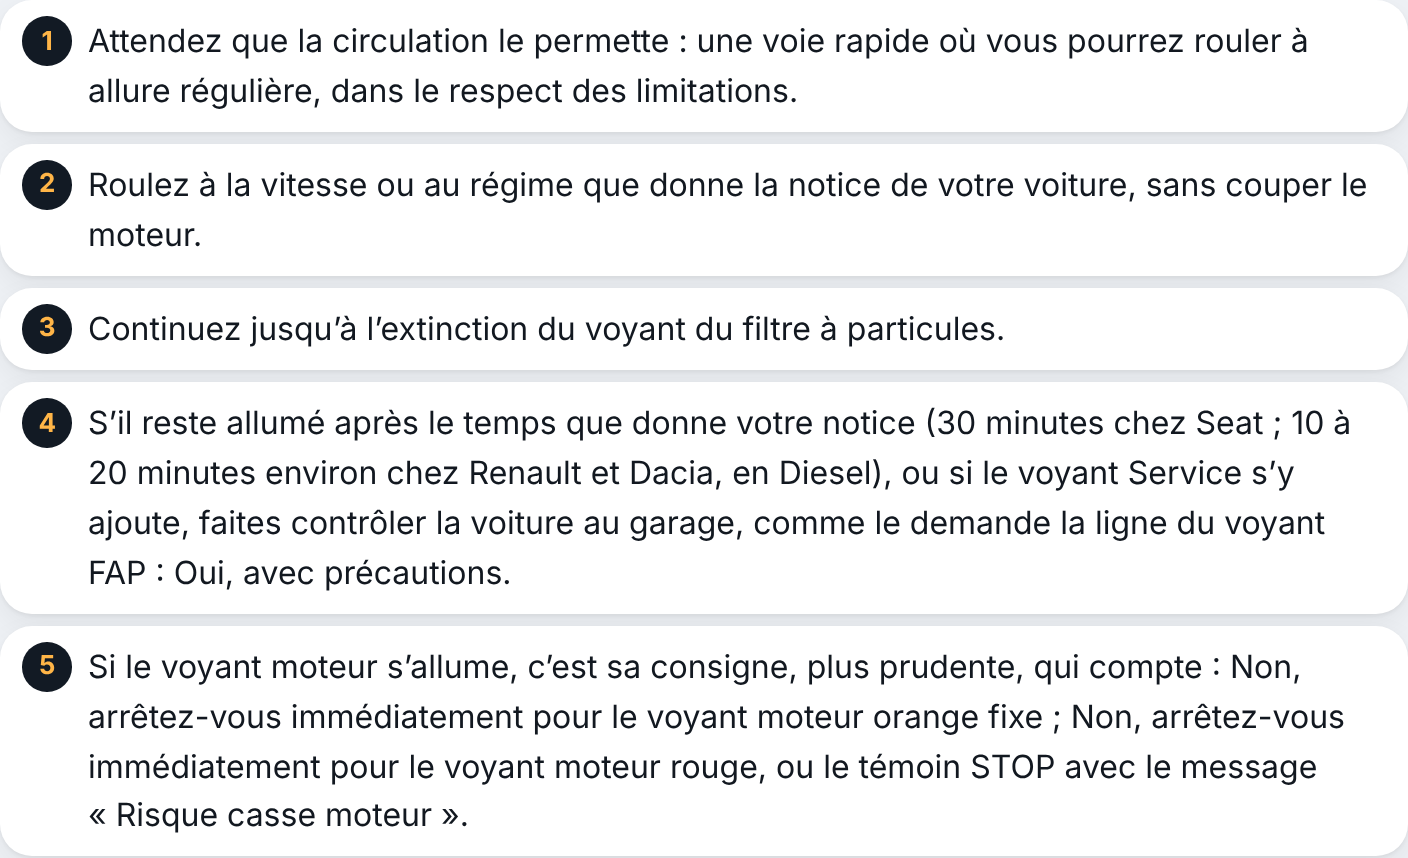 1 Attendez que la circulation le permette : une voie rapide où vous pourrez rouler à
allure régulière, dans le respect des limitations.
2 Roulez à la vitesse ou au régime que donne la notice de votre voiture, sans couper le
moteur.
3 Continuez jusqu’à l’extinction du voyant du filtre à particules.
4 S’il reste allumé après le temps que donne votre notice (30 minutes chez Seat ; 10 à
20 minutes environ chez Renault et Dacia, en Diesel), ou si le voyant Service s’y
ajoute, faites contrôler la voiture au garage, comme le demande la ligne du voyant
FAP : Oui, avec précautions.
5 Si le voyant moteur s’allume, c’est sa consigne, plus prudente, qui compte : Non,
arrêtez-vous immédiatement pour le voyant moteur orange fixe ; Non, arrêtez-vous
immédiatement pour le voyant moteur rouge, ou le témoin STOP avec le message
« Risque casse moteur ».